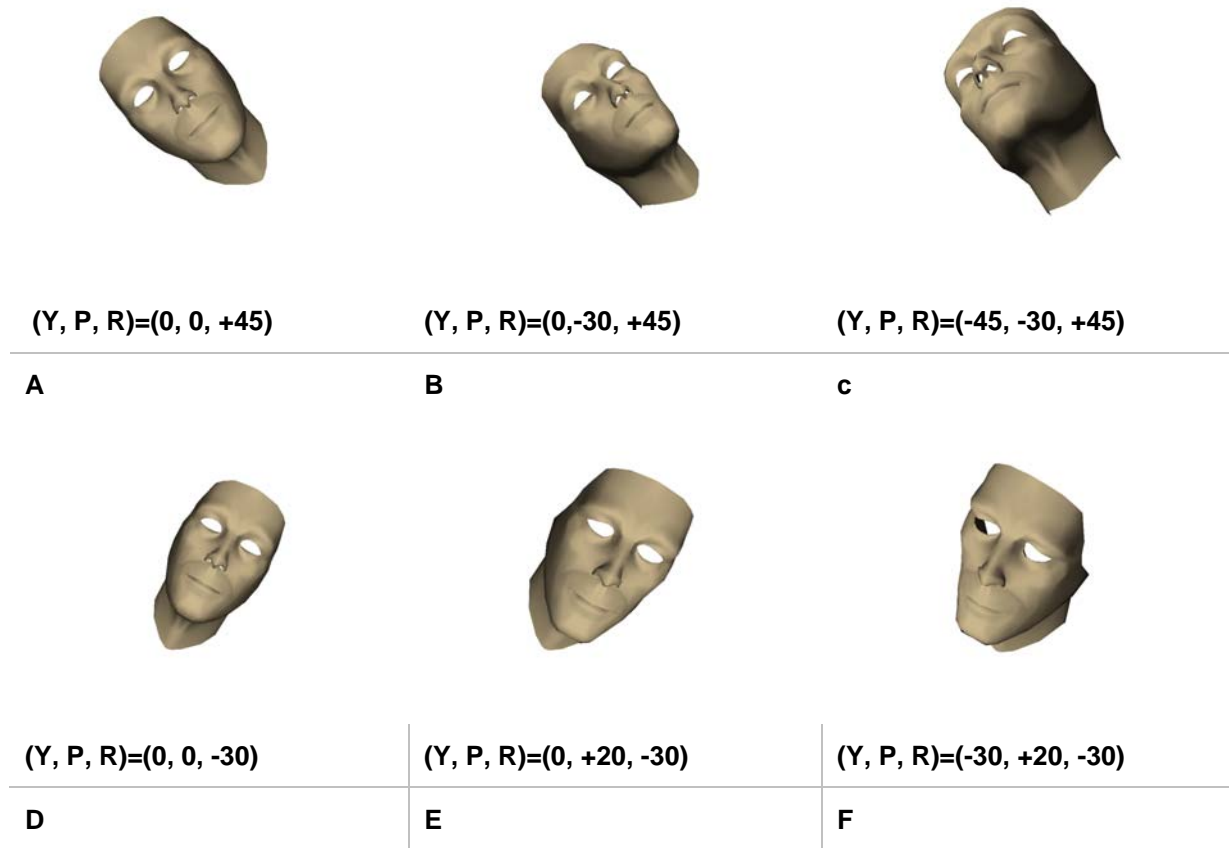 (Y, P, R)=(0, 0, +45) (Y, P, R)=(0,-30, +45) (Y, P, R)=(-45, -30, +45)
A B c
(Y, P, R)=(0, 0, -30) (Y, P, R)=(0, +20, -30) (Y, P, R)=(-30, +20, -30)
D E F